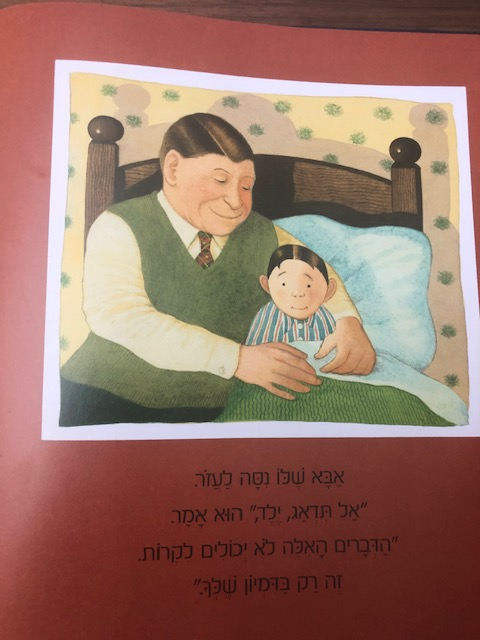 אַבָּא שֶׁלּוֹ נִסָּה לַעֲזֹר.
"אַל תִּדְאַג, יֶלֶד," הוּא אָמַר.
"הַדְּבָרִים הָאֵלֶּה לֹא יְכוֹלִים לִקְרוֹת.
זֶה רַק בַּדִּמְיוֹן שֶׁלְּךָ."